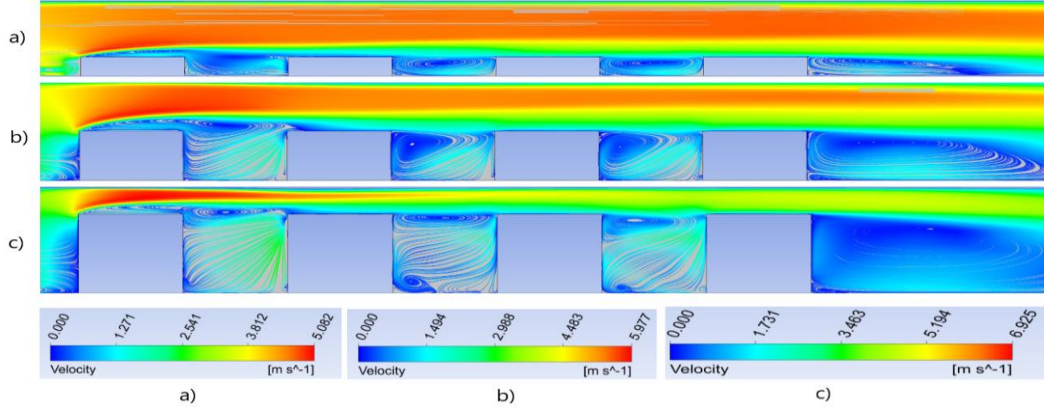 a)
b)
c)
0.000 1.271 2.541 3.812 5.082
Velocity [m s^-1]
0.000 1.494 2.988 4.483 5.977
Velocity [m s^-1]
0.000 1.731 3.463 5.194 6.925
Velocity [m s^-1]
a) b) c)